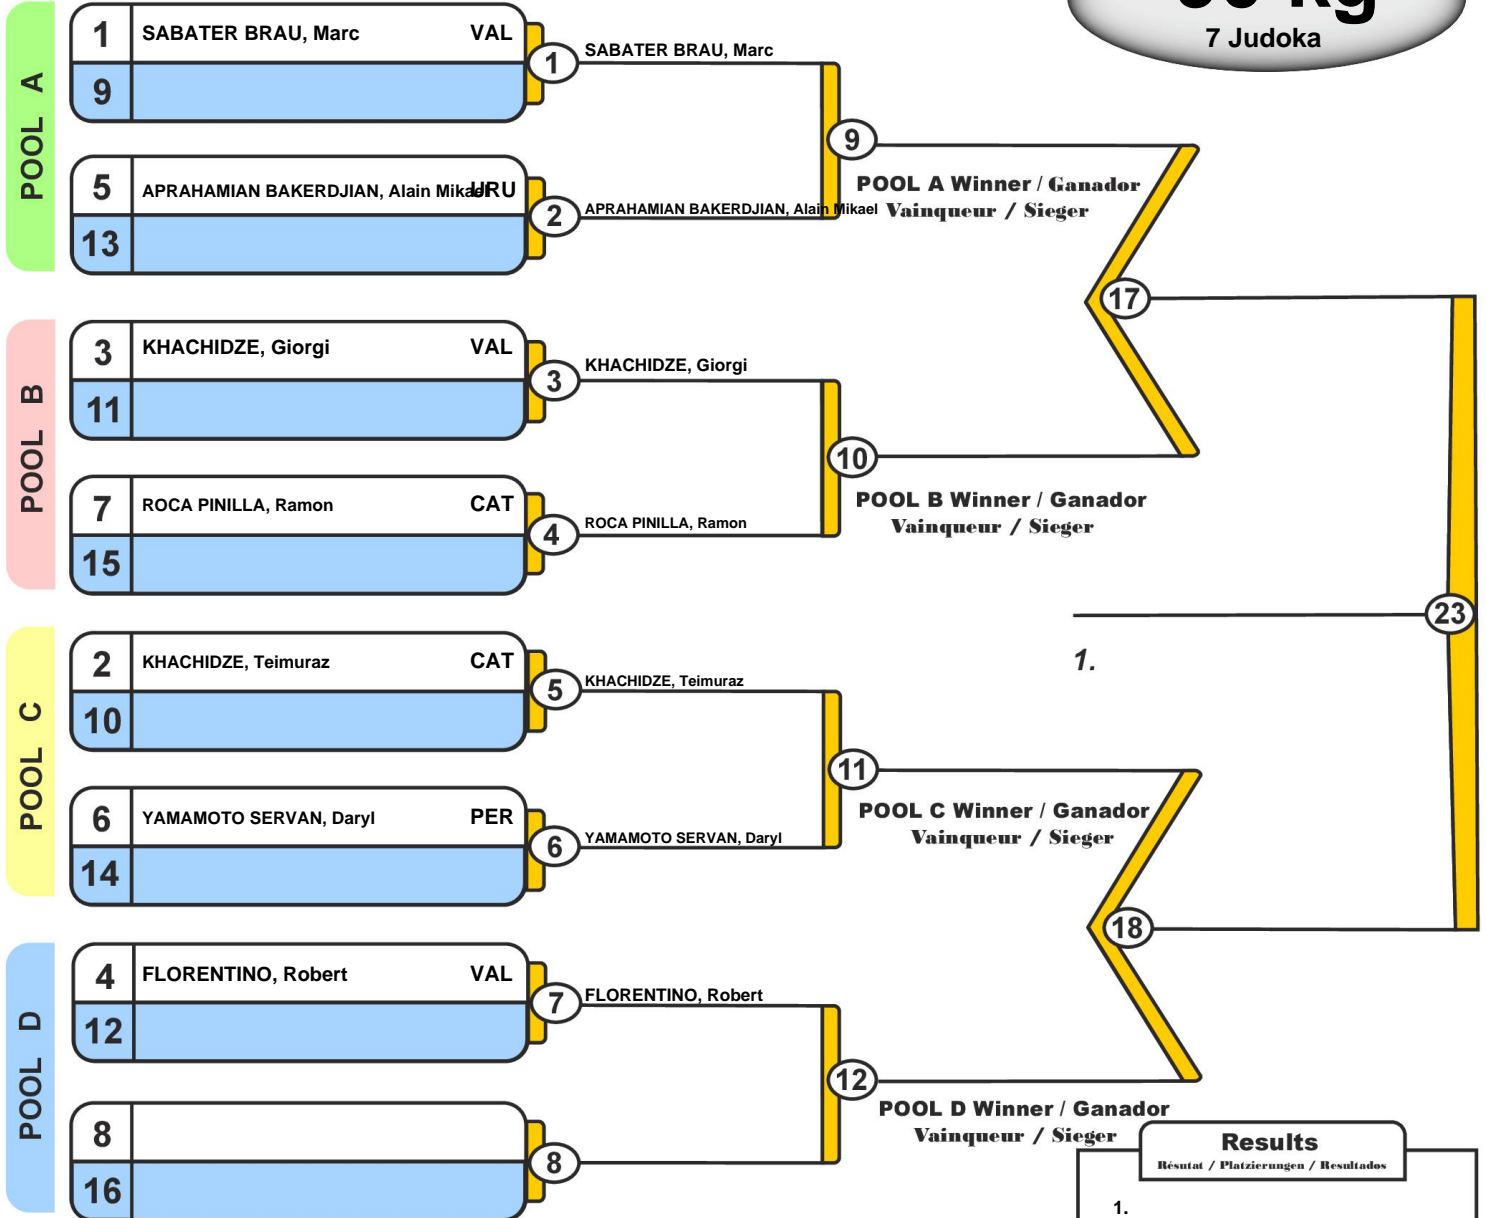 7 Judoka
POOL A
1 SABATER BRAU, Marc VAL
9
1 SABATER BRAU, Marc
5 APRAHAMIAN BAKERDJIAN, Alain Mikael URU
13
2 APRAHAMIAN BAKERDJIAN, Alain Mikael
9
POOL A Winner / Ganador
Vainqueur / Sieger
POOL B
3 KHACHIDZE, Giorgi VAL
11
3 KHACHIDZE, Giorgi
7 ROCA PINILLA, Ramon CAT
15
4 ROCA PINILLA, Ramon
10
POOL B Winner / Ganador
Vainqueur / Sieger
17
POOL C
2 KHACHIDZE, Teimuraz CAT
10
5 KHACHIDZE, Teimuraz
6 YAMAMOTO SERVAN, Daryl PER
14
6 YAMAMOTO SERVAN, Daryl
11
POOL C Winner / Ganador
Vainqueur / Sieger
POOL D
4 FLORENTINO, Robert VAL
12
7 FLORENTINO, Robert
8
16
8
12
POOL D Winner / Ganador
Vainqueur / Sieger
18
23
1.
Results
Résutat / Platzierungen / Resultados
1.